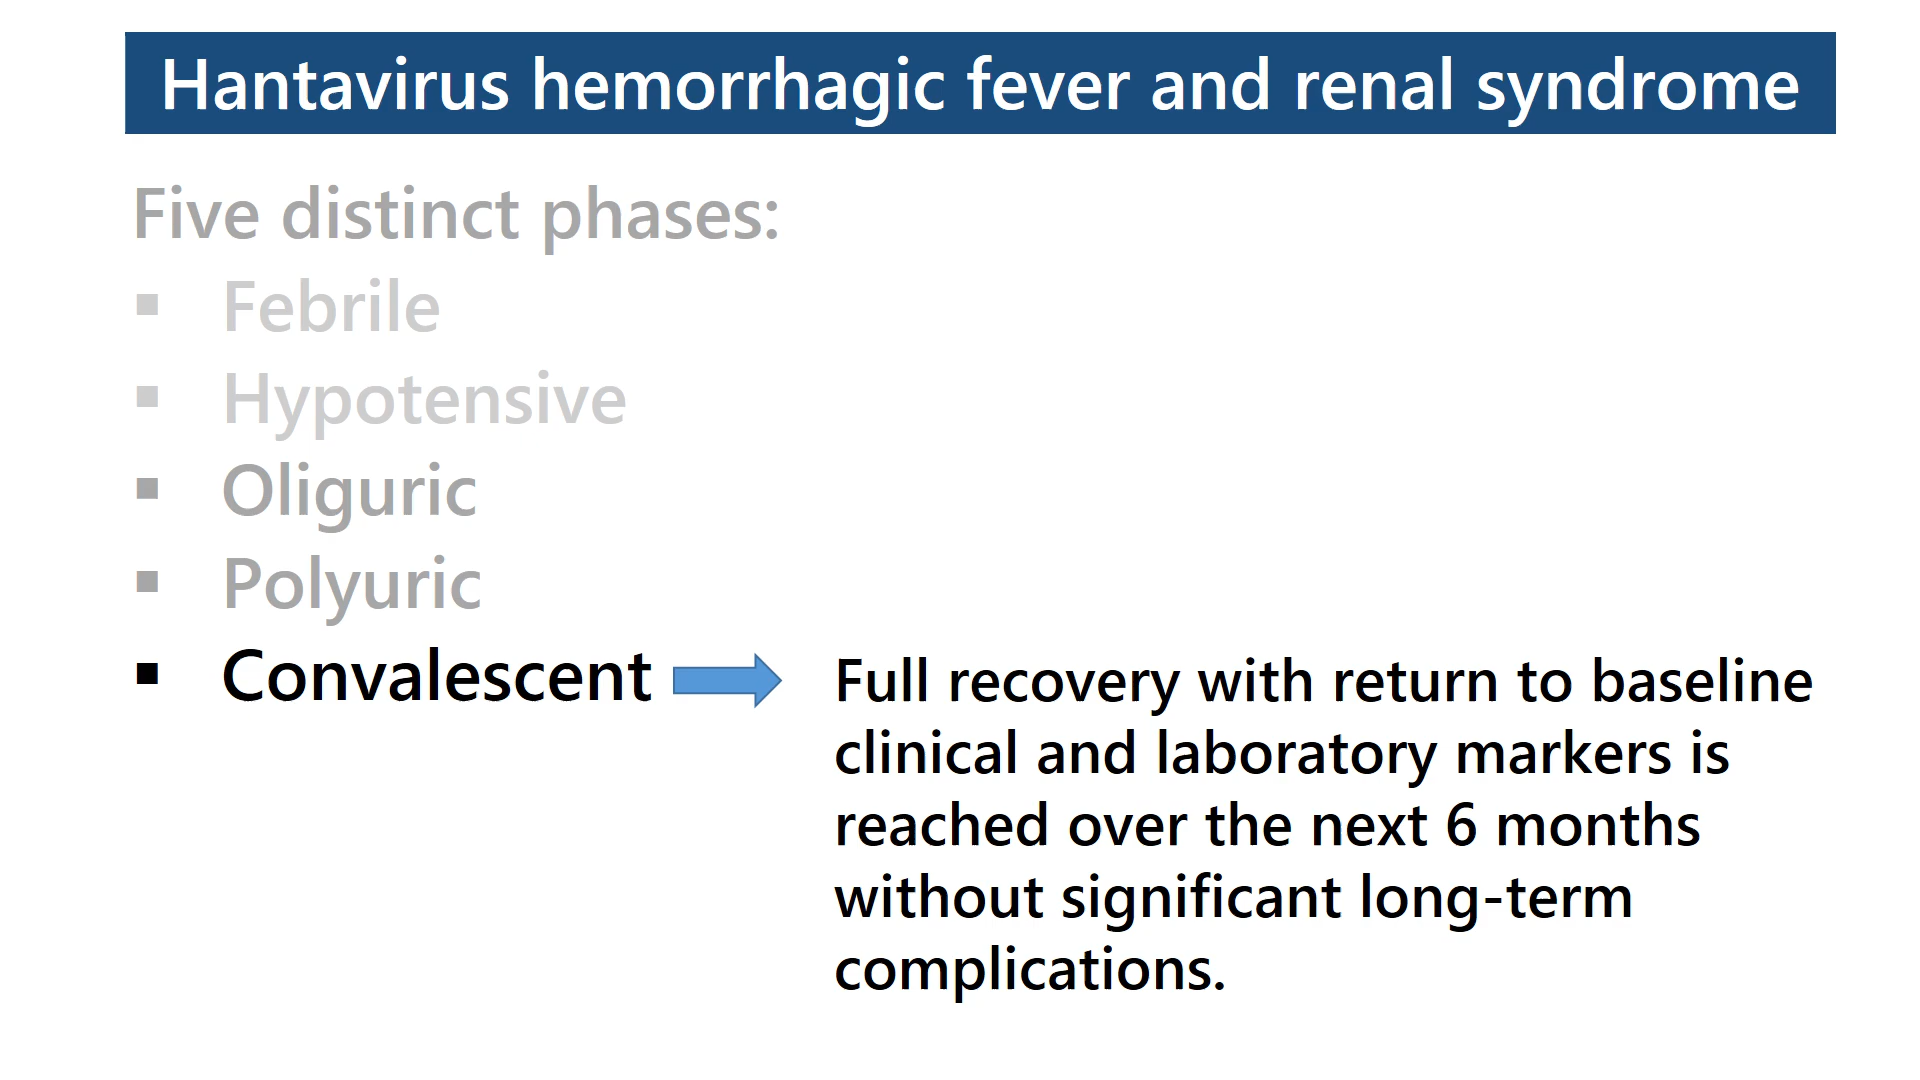 Hantavirus hemorrhagic fever and renal syndrome
Five distinct phases:
▪ Febrile
▪ Hypotensive
▪ Oliguric
▪ Polyuric
▪ Convalescent
Full recovery with return to baseline
clinical and laboratory markers is
reached over the next 6 months
without significant long-term
complications.